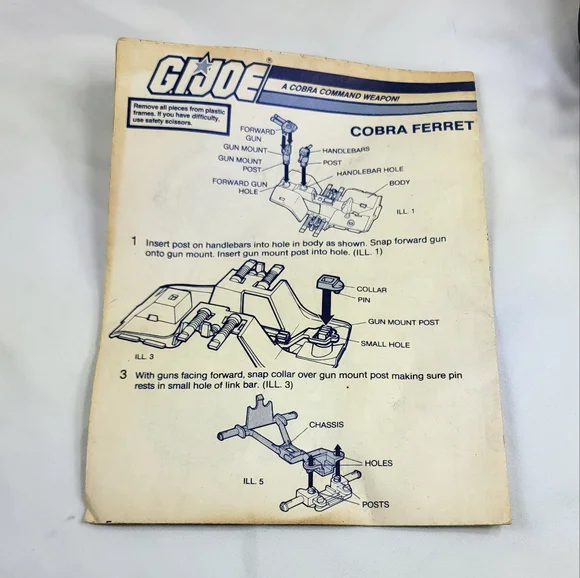 GI JOE
A COBRA COMMAND WEAPON!
Remove all pieces from plastic
frames. If you have difficulty,
use safety scissors.
COBRA FERRET
FORWARD
GUN
GUN MOUNT
GUN MOUNT
POST
FORWARD GUN
HOLE
HANDLEBARS
POST
HANDLEBAR HOLE
BODY
ILL. 1
1 Insert post on handlebars into hole in body as shown. Snap forward gun
onto gun mount. Insert gun mount post into hole. (ILL. 1)
COLLAR
PIN
GUN MOUNT POST
SMALL HOLE
ILL. 3
3 With guns facing forward, snap collar over gun mount post making sure pin
rests in small hole of link bar. (ILL. 3)
CHASSIS
HOLES
ILL. 5
POSTS